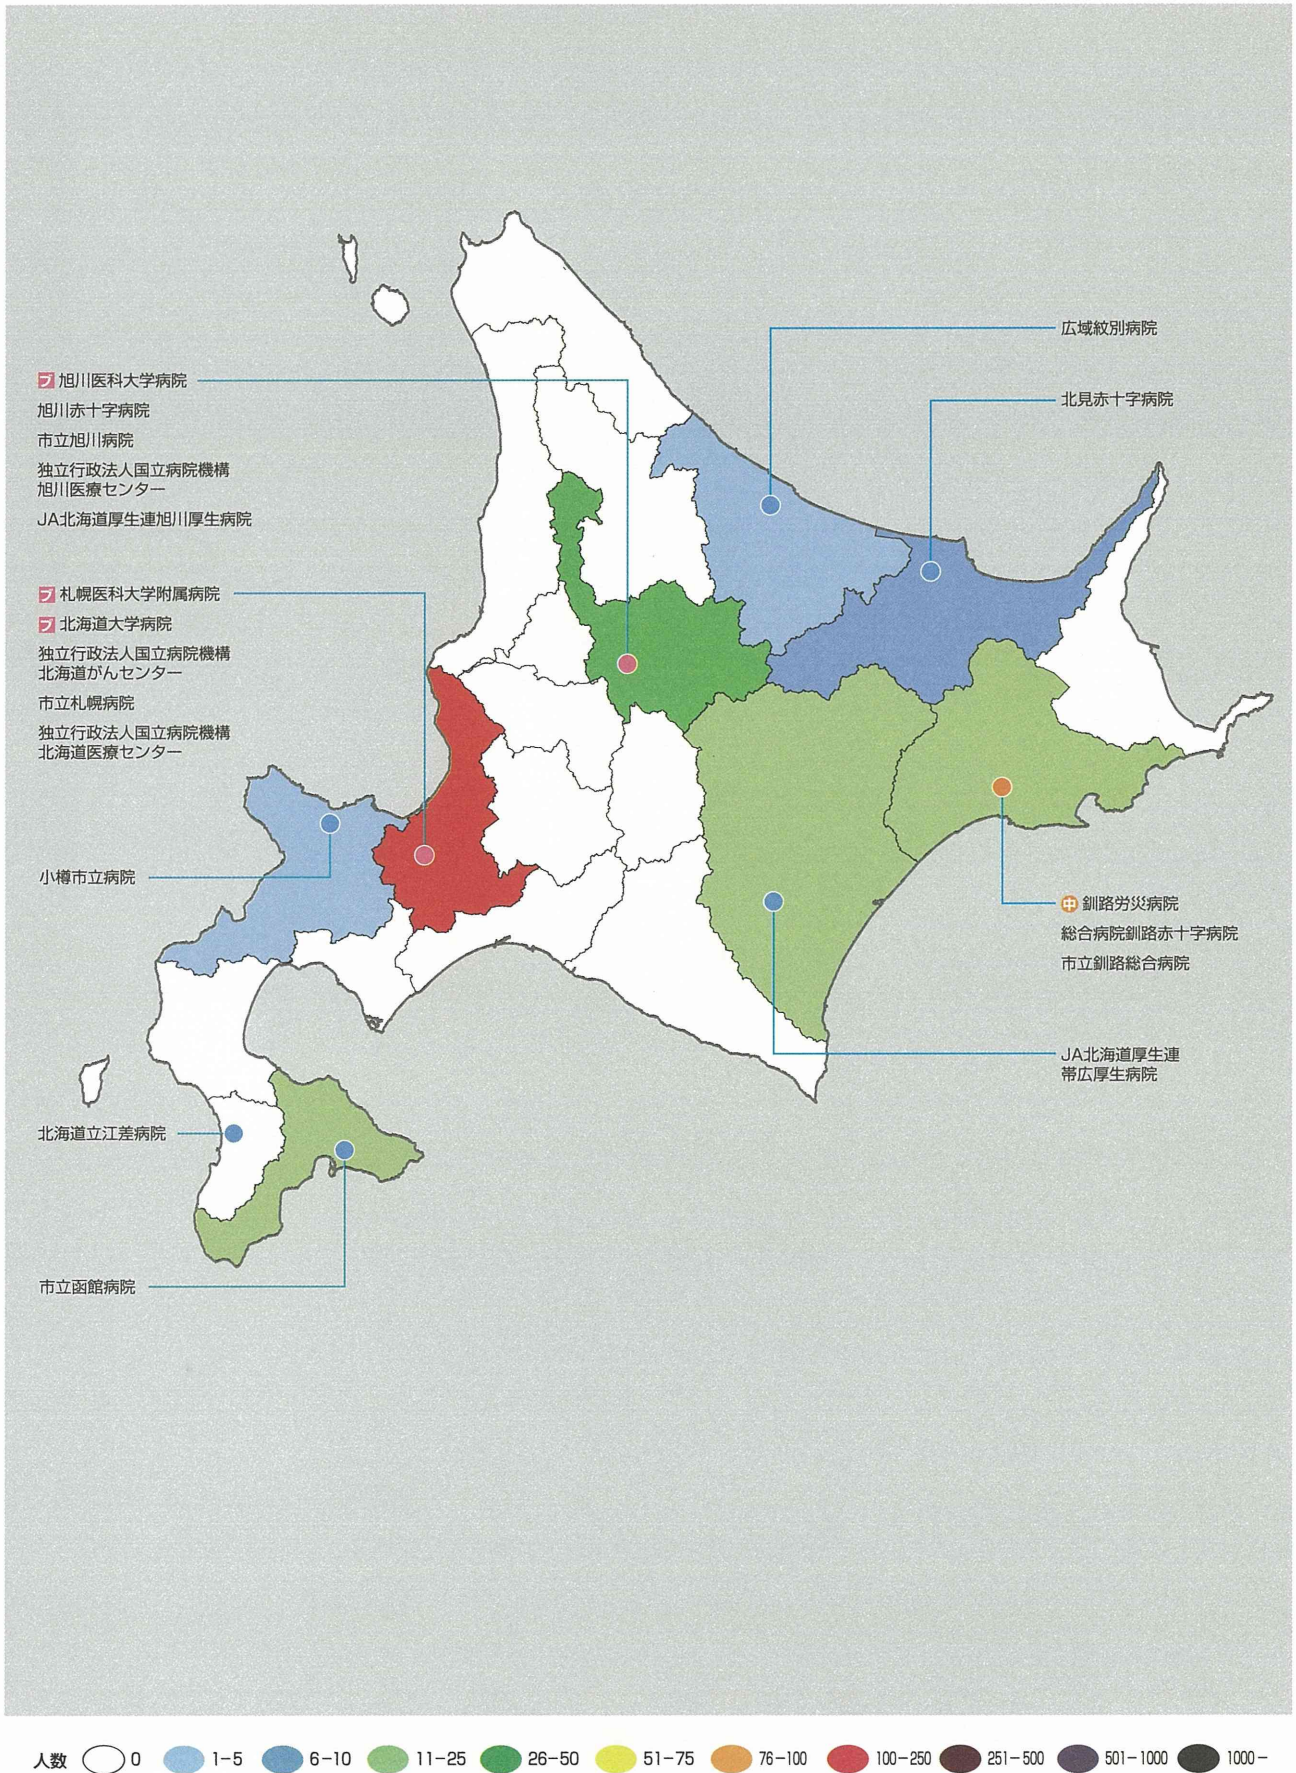 広域紋別病院
北見赤十字病院
ブ 旭川医科大学病院
旭川赤十字病院
市立旭川病院
独立行政法人国立病院機構
旭川医療センター
JA北海道厚生連旭川厚生病院
ブ 札幌医科大学附属病院
ブ 北海道大学病院
独立行政法人国立病院機構
北海道がんセンター
市立札幌病院
独立行政法人国立病院機構
北海道医療センター
小樽市立病院
中 釧路労災病院
総合病院釧路赤十字病院
市立釧路総合病院
JA北海道厚生連
帯広厚生病院
北海道立江差病院
市立函館病院
人数 0 1-5 6-10 11-25 26-50 51-75 76-100 100-250 251-500 501-1000 1000-